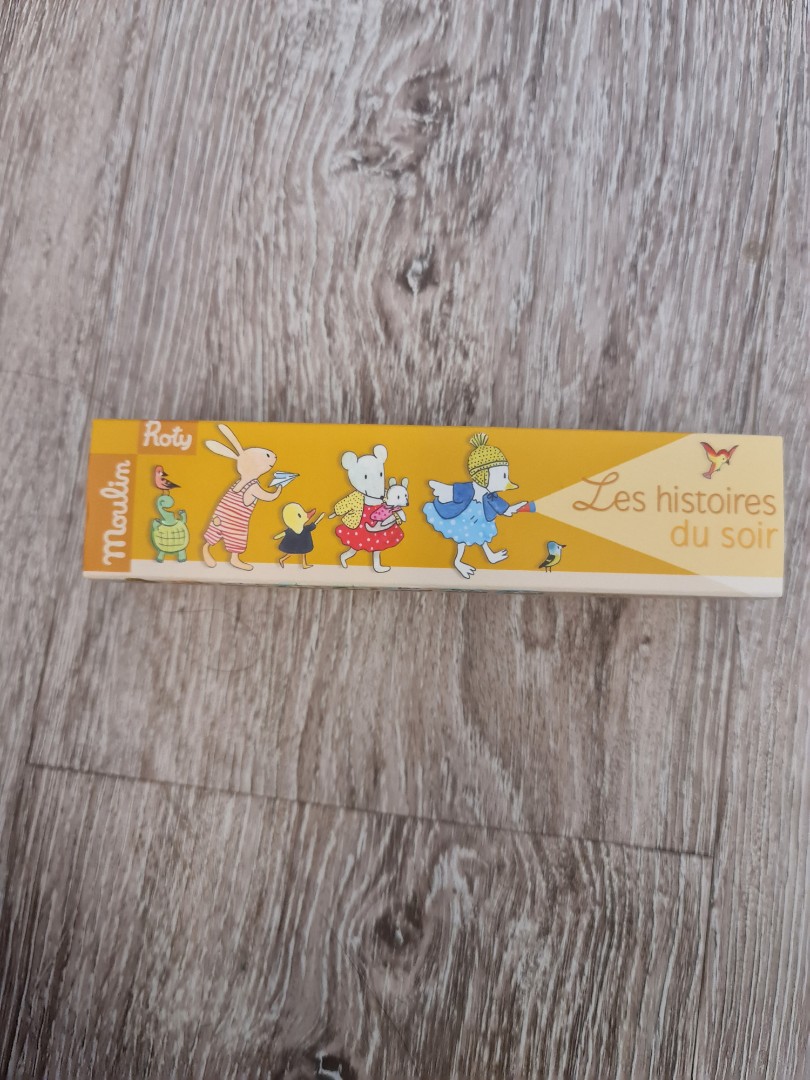 Moulin
Roty
Les histoires
du soir